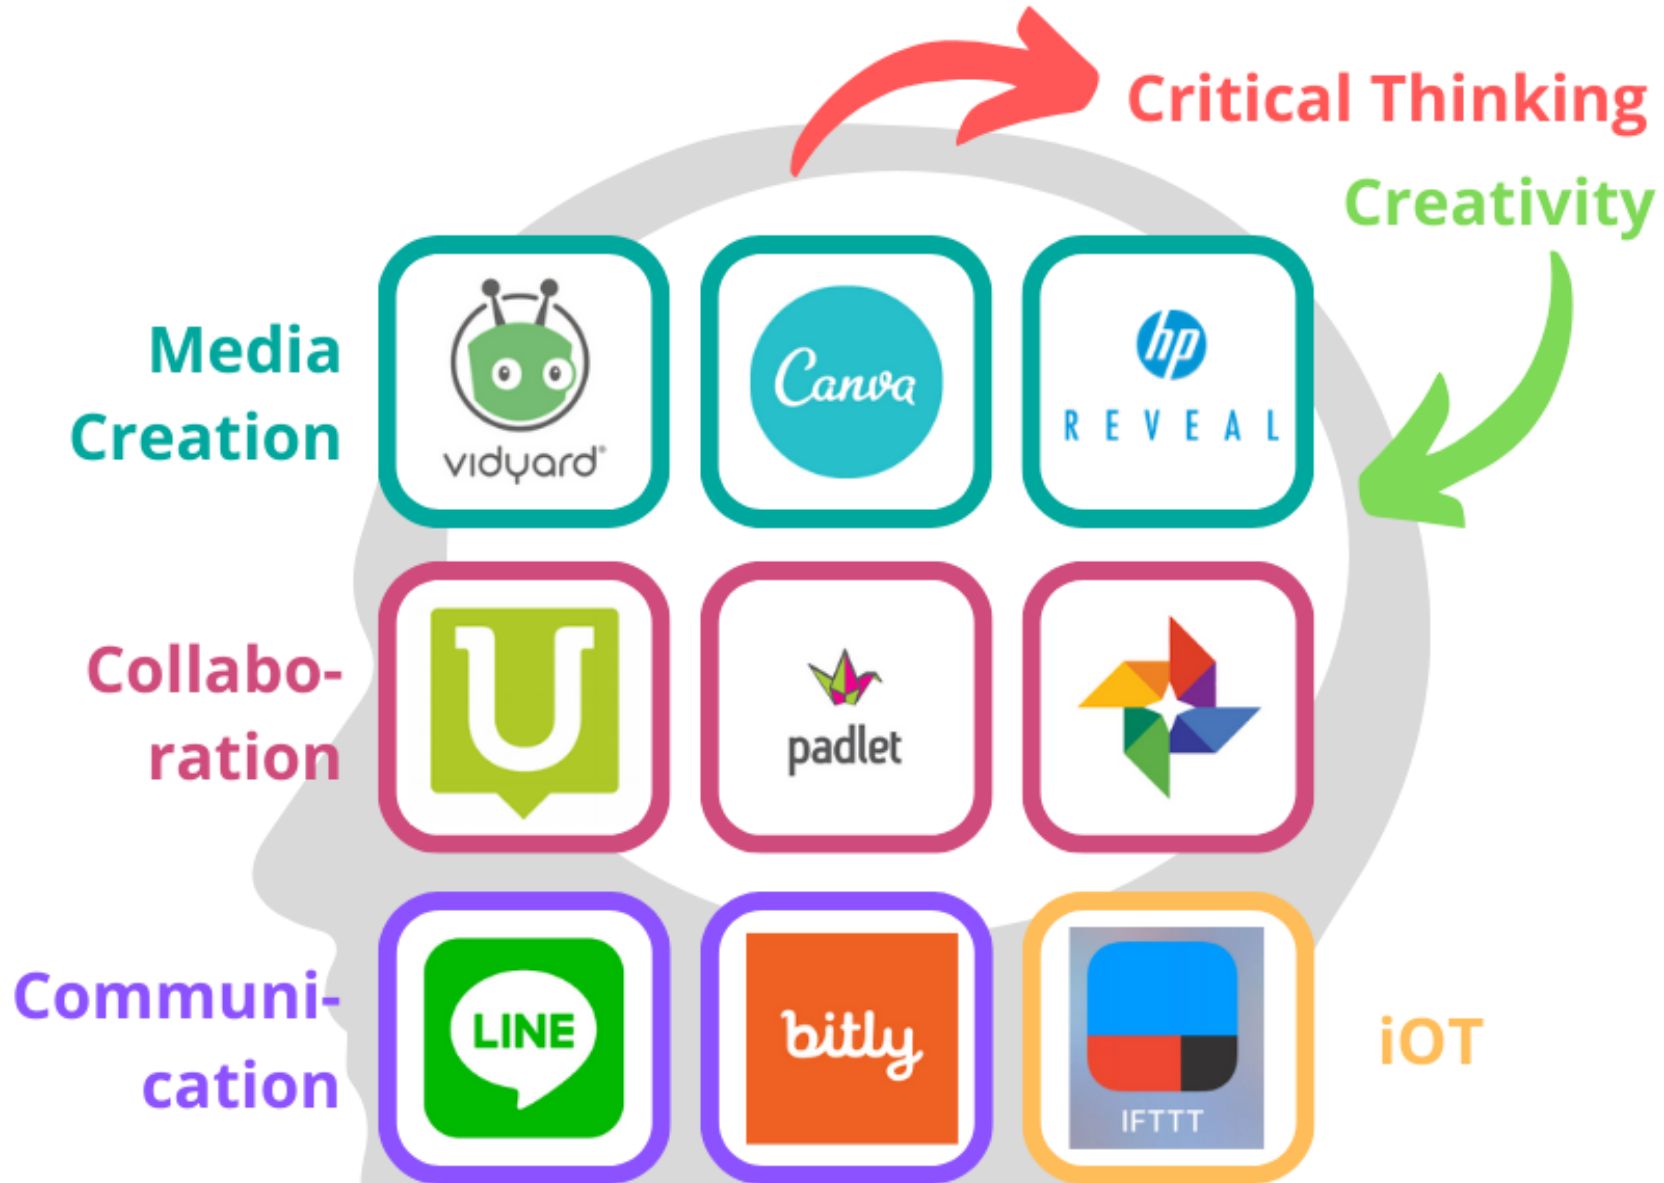 Critical Thinking
Creativity
Media
Creation
vidyard®
Canva
hp
REVEAL
Collabo-
ration
U
padlet
Communi-
cation
LINE
bitly
IFTTT
iOT